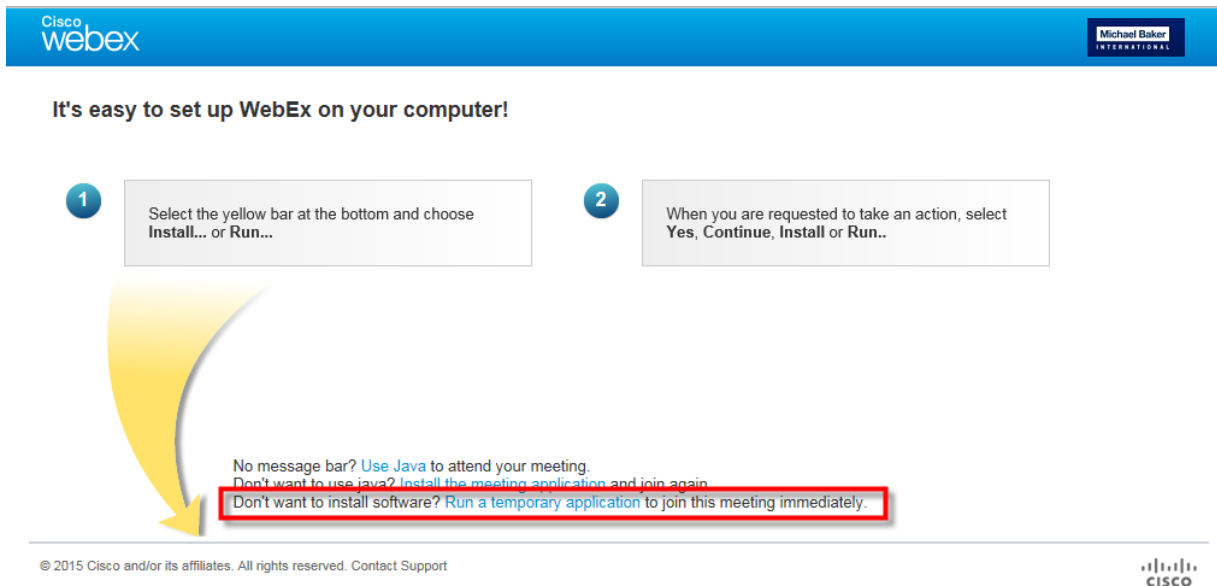 Cisco
webex
Michael Baker
INTERNATIONAL
It's easy to set up WebEx on your computer!
1
Select the yellow bar at the bottom and choose
Install... or Run...
2
When you are requested to take an action, select
Yes, Continue, Install or Run..
No message bar? Use Java to attend your meeting.
Don't want to use java? Install the meeting application and join again.
Don't want to install software? Run a temporary application to join this meeting immediately.
© 2015 Cisco and/or its affiliates. All rights reserved. Contact Support
CISCO